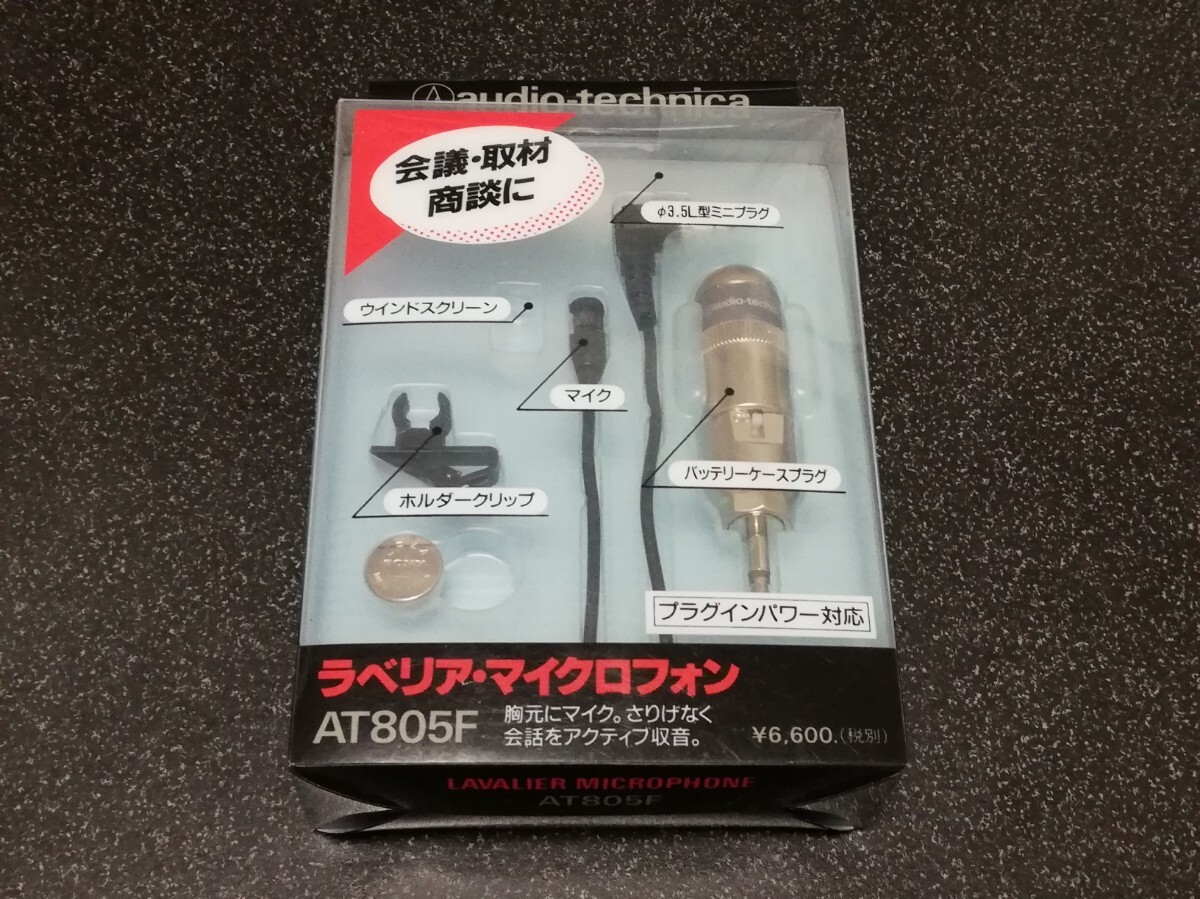 audio-technica
会議・取材
商談に
φ3.5L型ミニプラグ
ウインドスクリーン
audio-techn
マイク
バッテリーケースプラグ
ホルダークリップ
SONY
プラグインパワー対応
ラベリア・マイクロフォン
AT805F
胸元にマイク。さりげなく
会話をアクティブ収音。
¥6,600.(税別)
LAVALIER MICROPHONE
AT805F